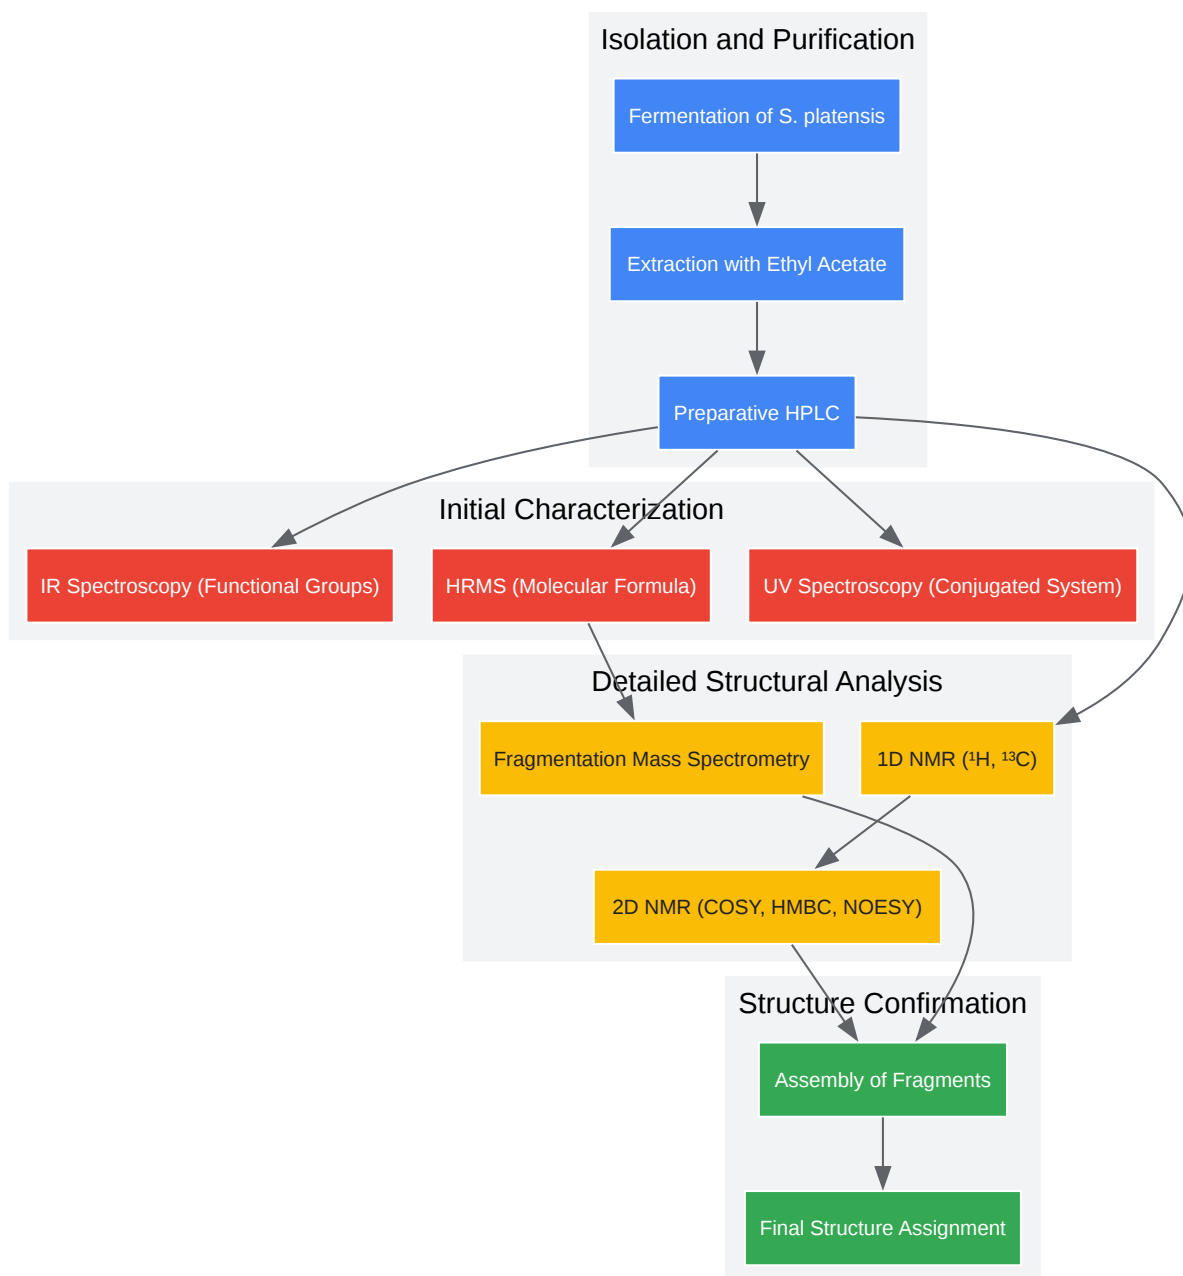 Isolation and Purification
Fermentation of S. platensis
Extraction with Ethyl Acetate
Preparative HPLC
Initial Characterization
IR Spectroscopy (Functional Groups)
HRMS (Molecular Formula)
UV Spectroscopy (Conjugated System)
Detailed Structural Analysis
Fragmentation Mass Spectrometry
1D NMR (¹H, ¹³C)
2D NMR (COSY, HMBC, NOESY)
Structure Confirmation
Assembly of Fragments
Final Structure Assignment